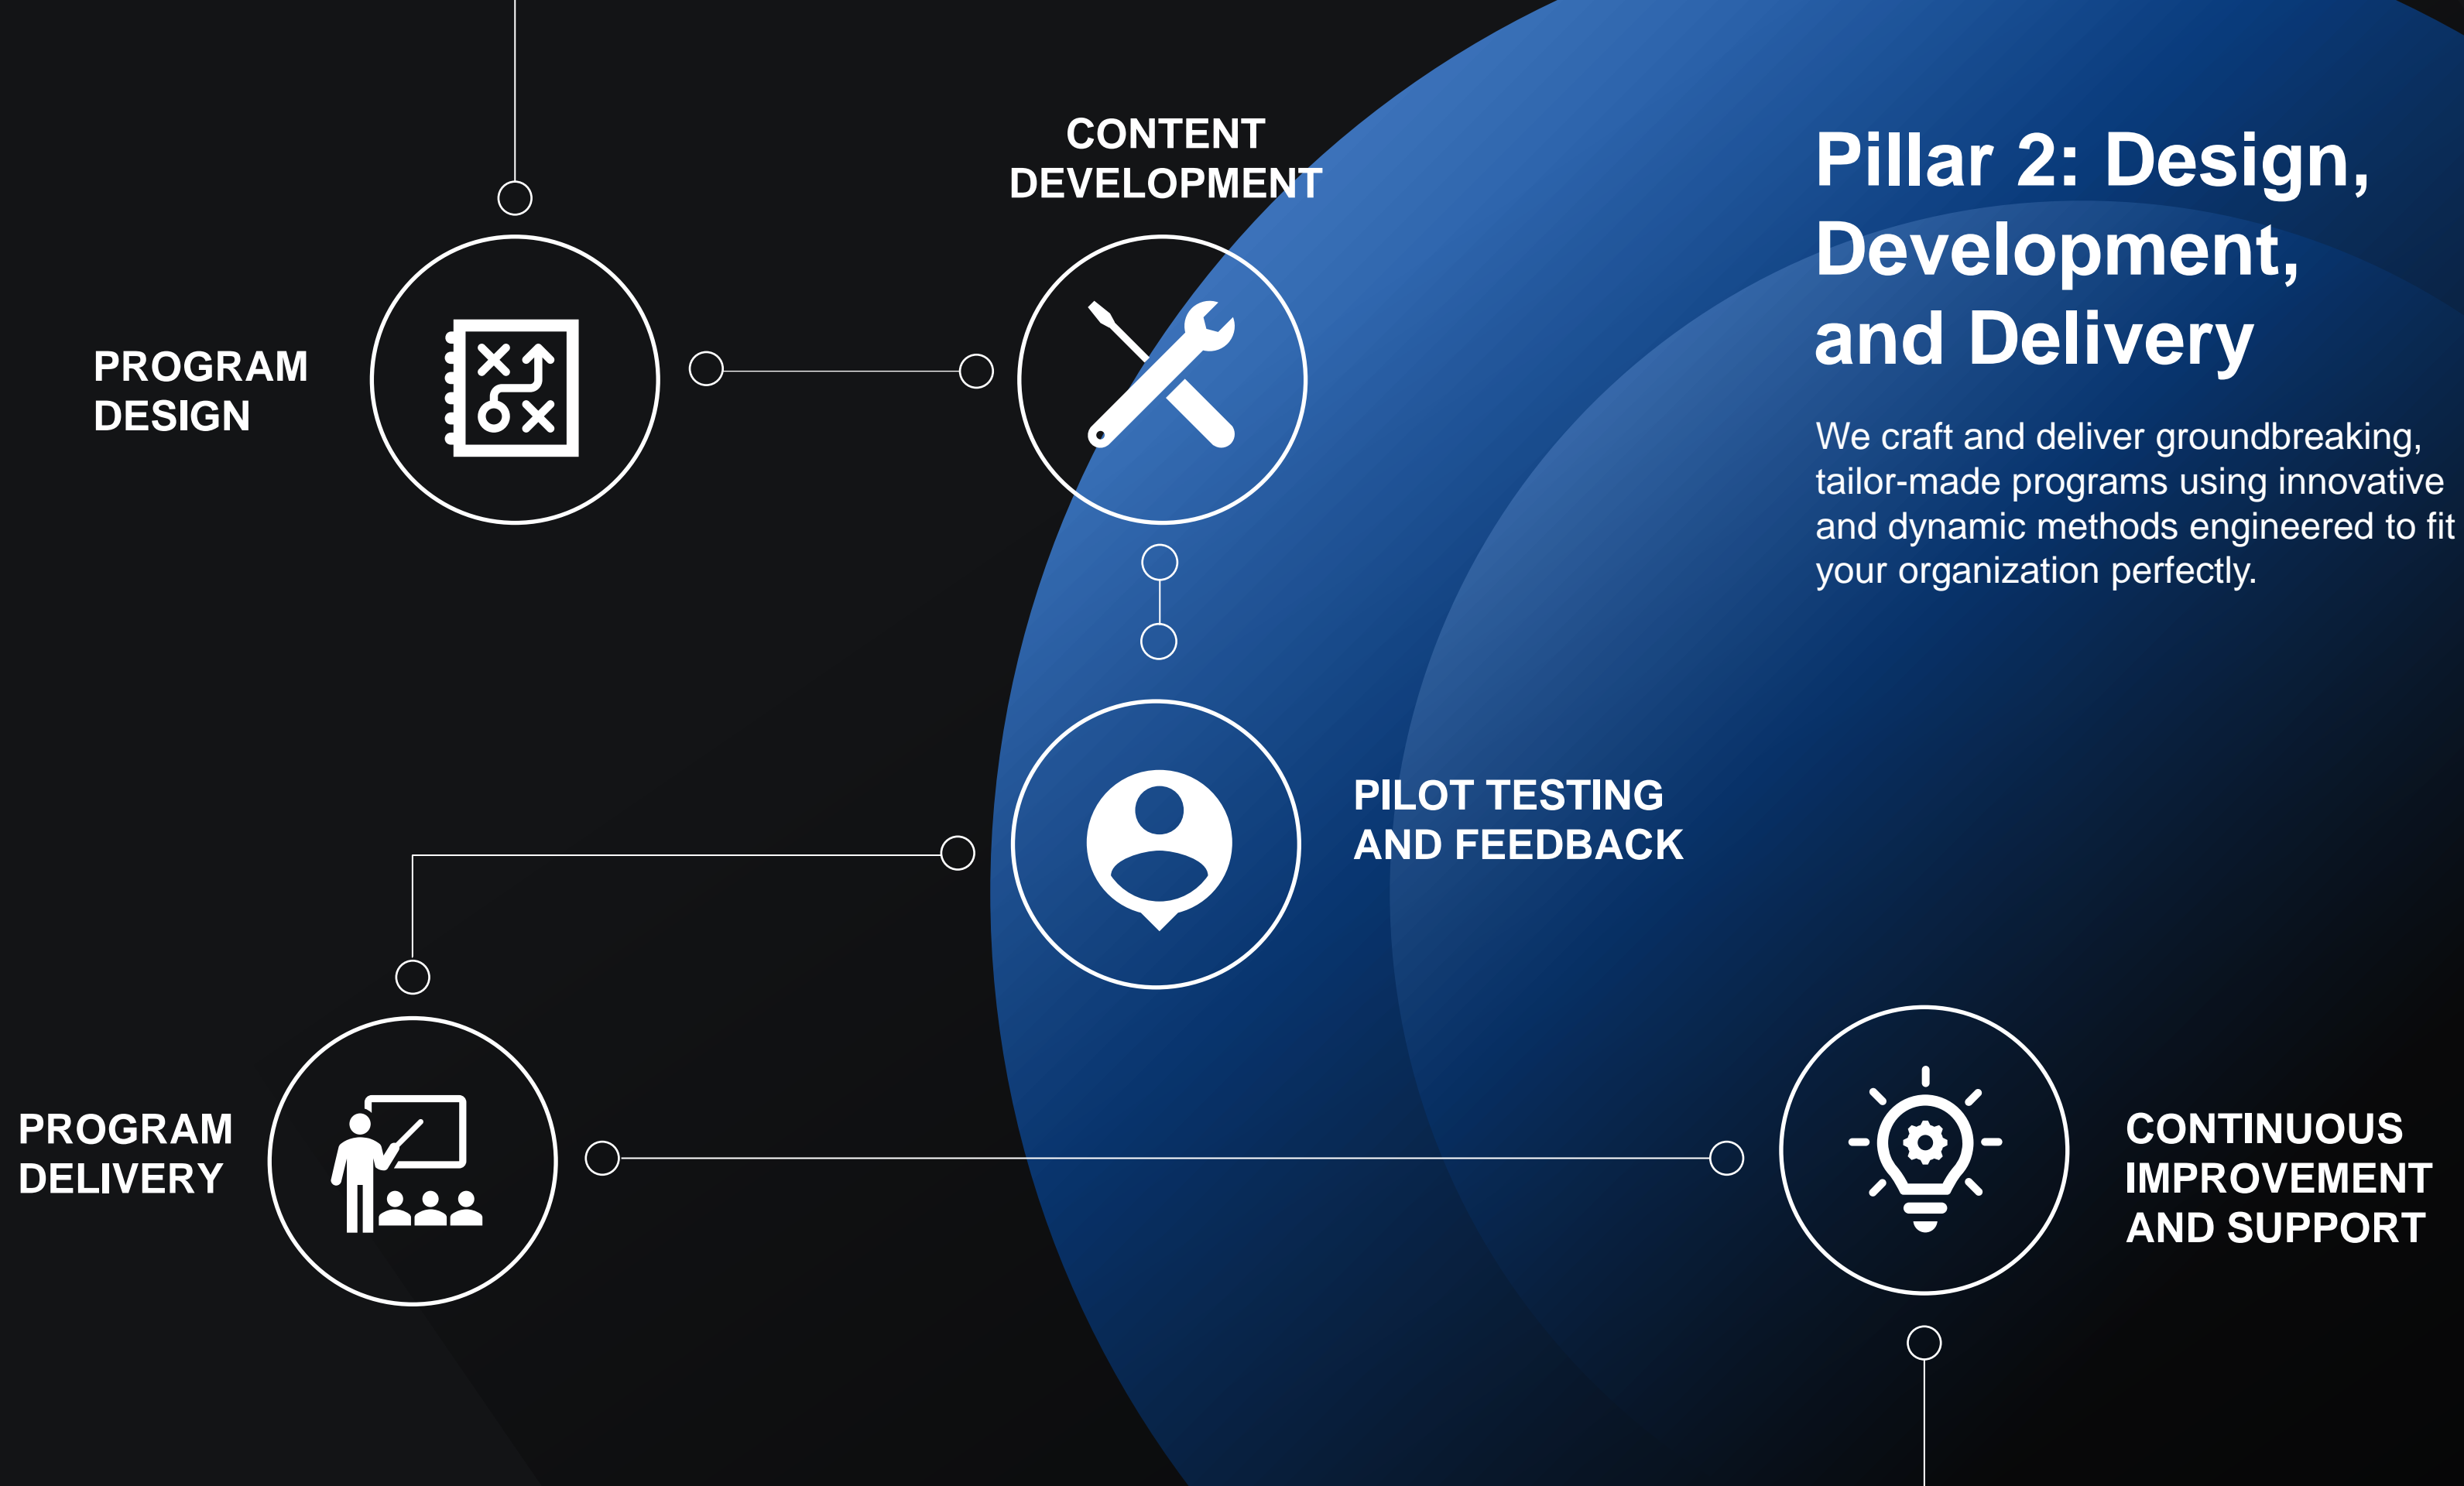 Pillar 2: Design,
Development,
and Delivery
We craft and deliver groundbreaking,
tailor-made programs using innovative
and dynamic methods engineered to fit
your organization perfectly.
PROGRAM
DESIGN
CONTENT
DEVELOPMENT
PILOT TESTING
AND FEEDBACK
PROGRAM
DELIVERY
CONTINUOUS
IMPROVEMENT
AND SUPPORT